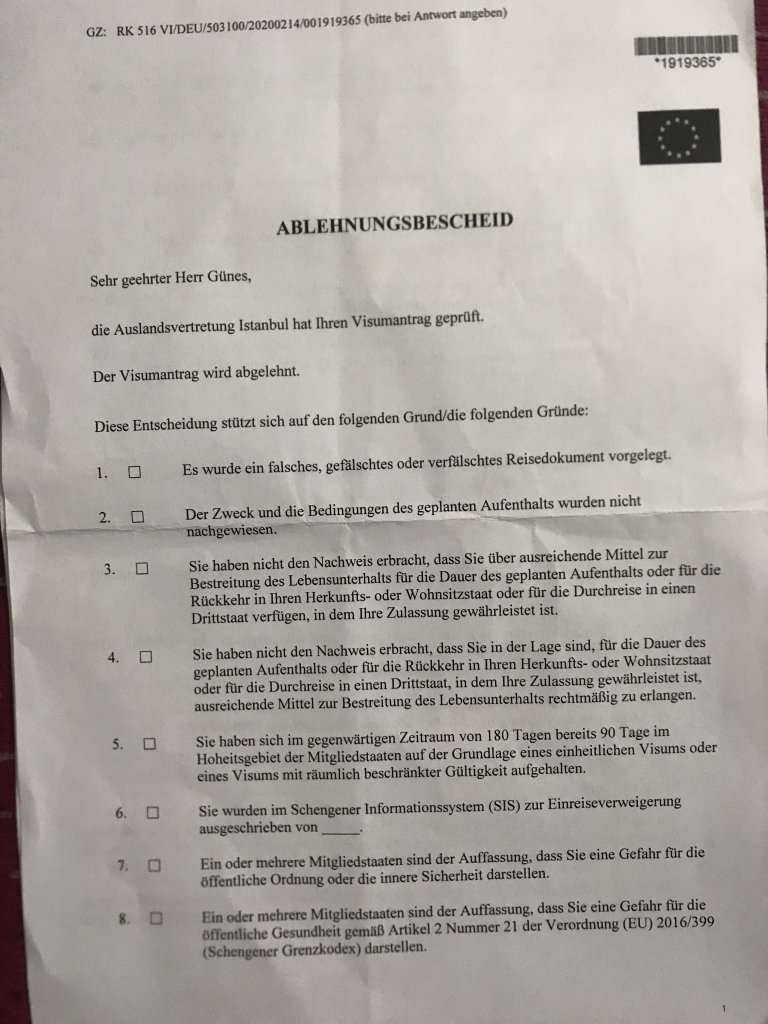 GZ: RK 516 VI/DEU/503100/20200214/001919365 (bitte bei Antwort angeben)
*1919365*
ABLEHNUNGSBESCHEID
Sehr geehrter Herr Günes,
die Auslandsvertretung Istanbul hat Ihren Visumantrag geprüft.
Der Visumantrag wird abgelehnt.
Diese Entscheidung stützt sich auf den folgenden Grund/die folgenden Gründe:
1. ☐ Es wurde ein falsches, gefälschtes oder verfälschtes Reisedokument vorgelegt.
2. ☐ Der Zweck und die Bedingungen des geplanten Aufenthalts wurden nicht
nachgewiesen.
3. ☐ Sie haben nicht den Nachweis erbracht, dass Sie über ausreichende Mittel zur
Bestreitung des Lebensunterhalts für die Dauer des geplanten Aufenthalts oder für die
Rückkehr in Ihren Herkunfts- oder Wohnsitzstaat oder für die Durchreise in einen
Drittstaat verfügen, in dem Ihre Zulassung gewährleistet ist.
4. ☐ Sie haben nicht den Nachweis erbracht, dass Sie in der Lage sind, für die Dauer des
geplanten Aufenthalts oder für die Rückkehr in Ihren Herkunfts- oder Wohnsitzstaat
oder für die Durchreise in einen Drittstaat, in dem Ihre Zulassung gewährleistet ist,
ausreichende Mittel zur Bestreitung des Lebensunterhalts rechtmäßig zu erlangen.
5. ☐ Sie haben sich im gegenwärtigen Zeitraum von 180 Tagen bereits 90 Tage im
Hoheitsgebiet der Mitgliedstaaten auf der Grundlage eines einheitlichen Visums oder
eines Visums mit räumlich beschränkter Gültigkeit aufgehalten.
6. ☐ Sie wurden im Schengener Informationssystem (SIS) zur Einreiseverweigerung
ausgeschrieben von _____.
7. ☐ Ein oder mehrere Mitgliedstaaten sind der Auffassung, dass Sie eine Gefahr für die
öffentliche Ordnung oder die innere Sicherheit darstellen.
8. ☐ Ein oder mehrere Mitgliedstaaten sind der Auffassung, dass Sie eine Gefahr für die
öffentliche Gesundheit gemäß Artikel 2 Nummer 21 der Verordnung (EU) 2016/399
(Schengener Grenzkodex) darstellen.
1